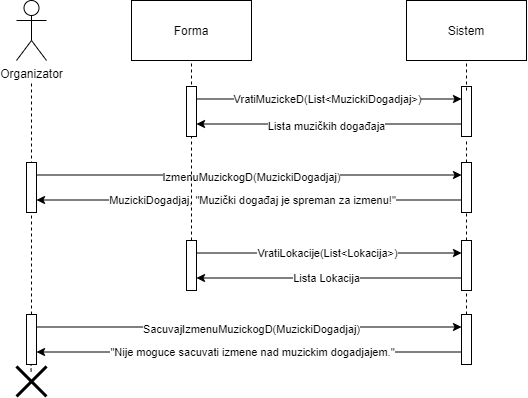 Forma
Sistem
Organizator
VratiMuzickeD(List<MuzickiDogadjaj>)
Lista muzičkih događaja
IzmenuMuzickogD(MuzickiDogadjaj)
MuzickiDogadjaj, "Muzički događaj je spreman za izmenu!"
VratiLokacije(List<Lokacija>)
Lista Lokacija
SacuvajIzmenuMuzickogD(MuzickiDogadjaj)
"Nije moguce sacuvati izmene nad muzickim dogadjajem."